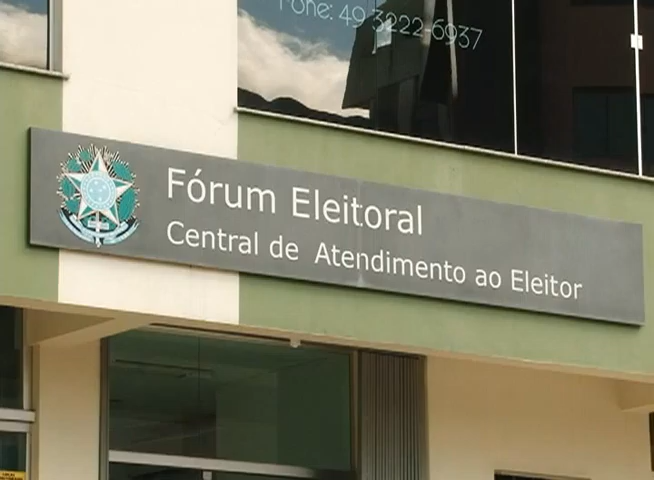 Fone: 49 3222-6937
Fórum Eleitoral
Central de Atendimento ao Eleitor